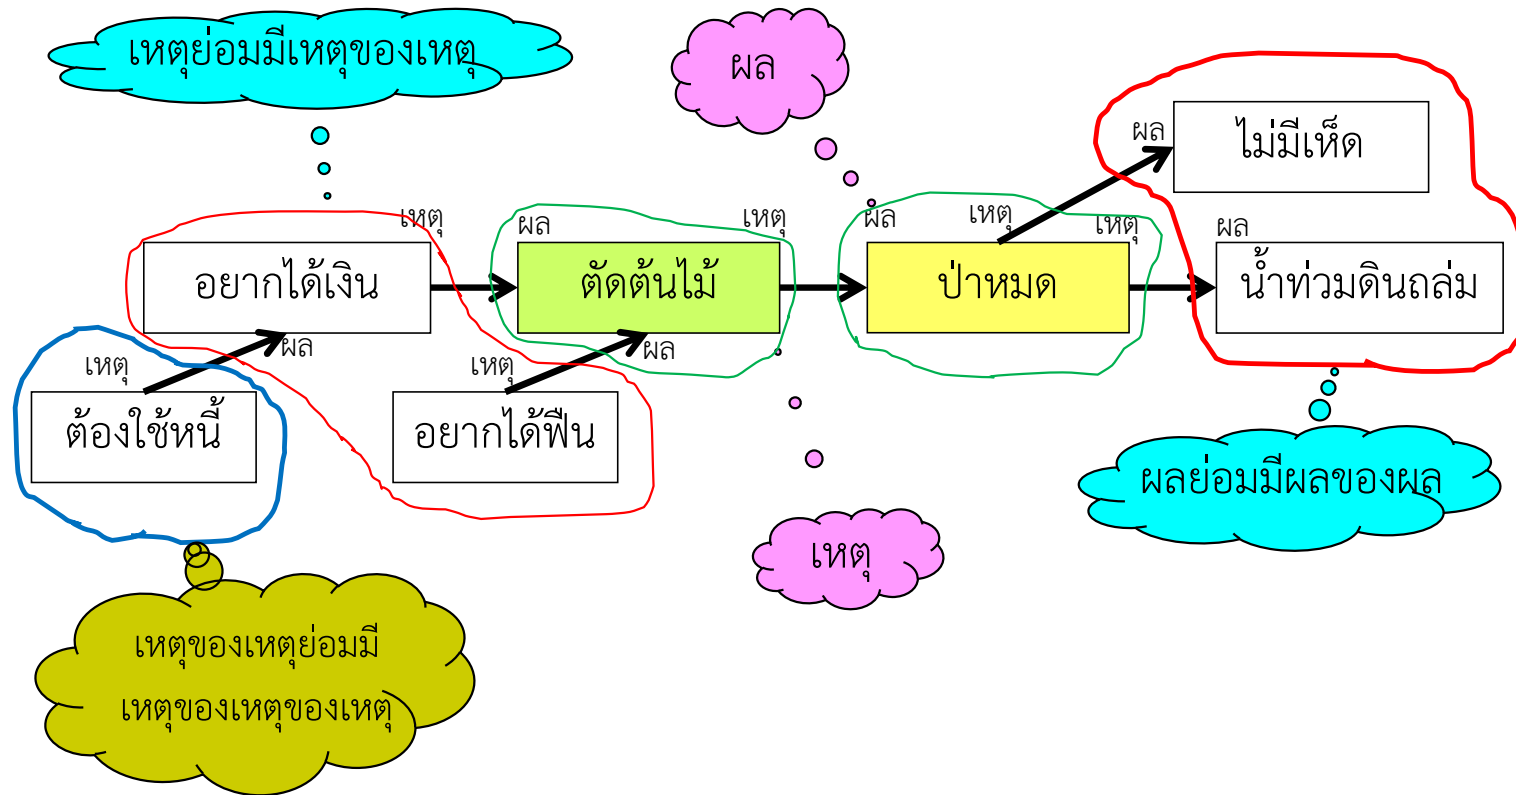 เหตุย่อมมีเหตุของเหตุ
ผล
ผล
ไม่มีเห็ด
เหตุ
ผล
เหตุ
ผล
เหตุ
เหตุ
ผล
อยากได้เงิน
ตัดต้นไม้
ป่าหมด
น้ำท่วมดินถล่ม
เหตุ
ผล
เหตุ
ผล
ต้องใช้หนี้
อยากได้ฟืน
ผลย่อมมีผลของผล
เหตุ
เหตุของเหตุย่อมมี
เหตุของเหตุของเหตุ